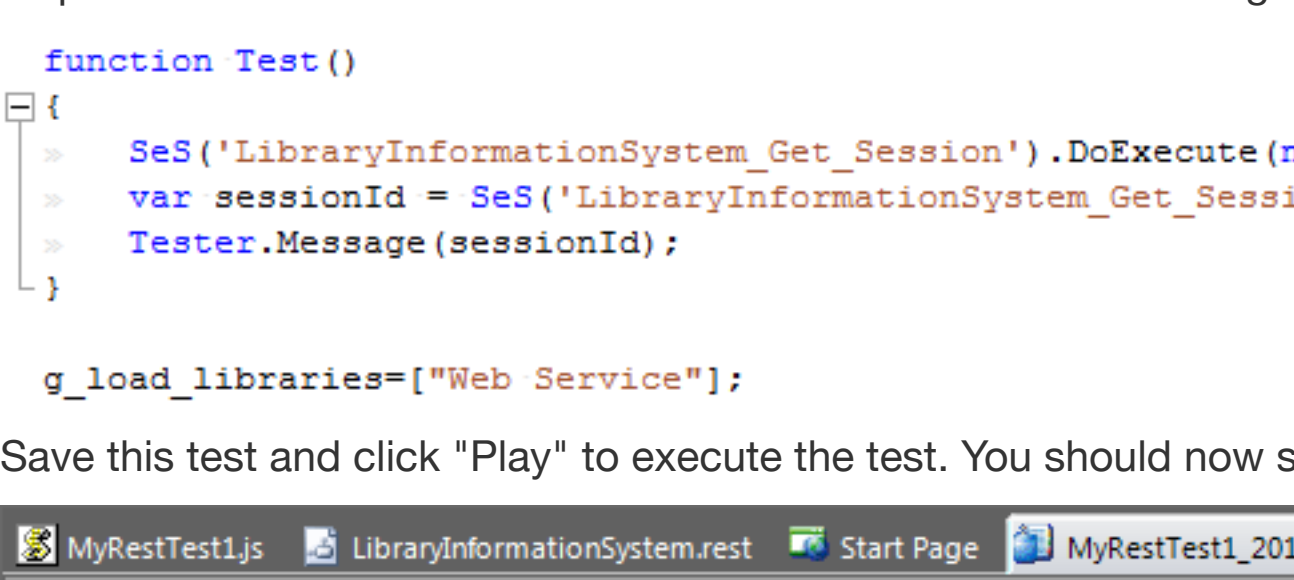 function Test()
{
SeS('LibraryInformationSystem_Get_Session').DoExecute(
var sessionId = SeS('LibraryInformationSystem_Get_Sessi
Tester.Message(sessionId);
}
g_load_libraries=["Web Service"];
Save this test and click "Play" to execute the test. You should now s
MyRestTest1.js LibraryInformationSystem.rest Start Page MyRestTest1_201